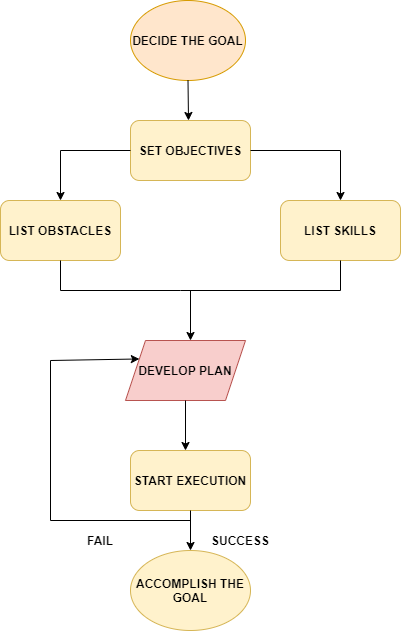 DECIDE THE GOAL
SET OBJECTIVES
LIST OBSTACLES
LIST SKILLS
DEVELOP PLAN
START EXECUTION
FAIL
SUCCESS
ACCOMPLISH THE
GOAL